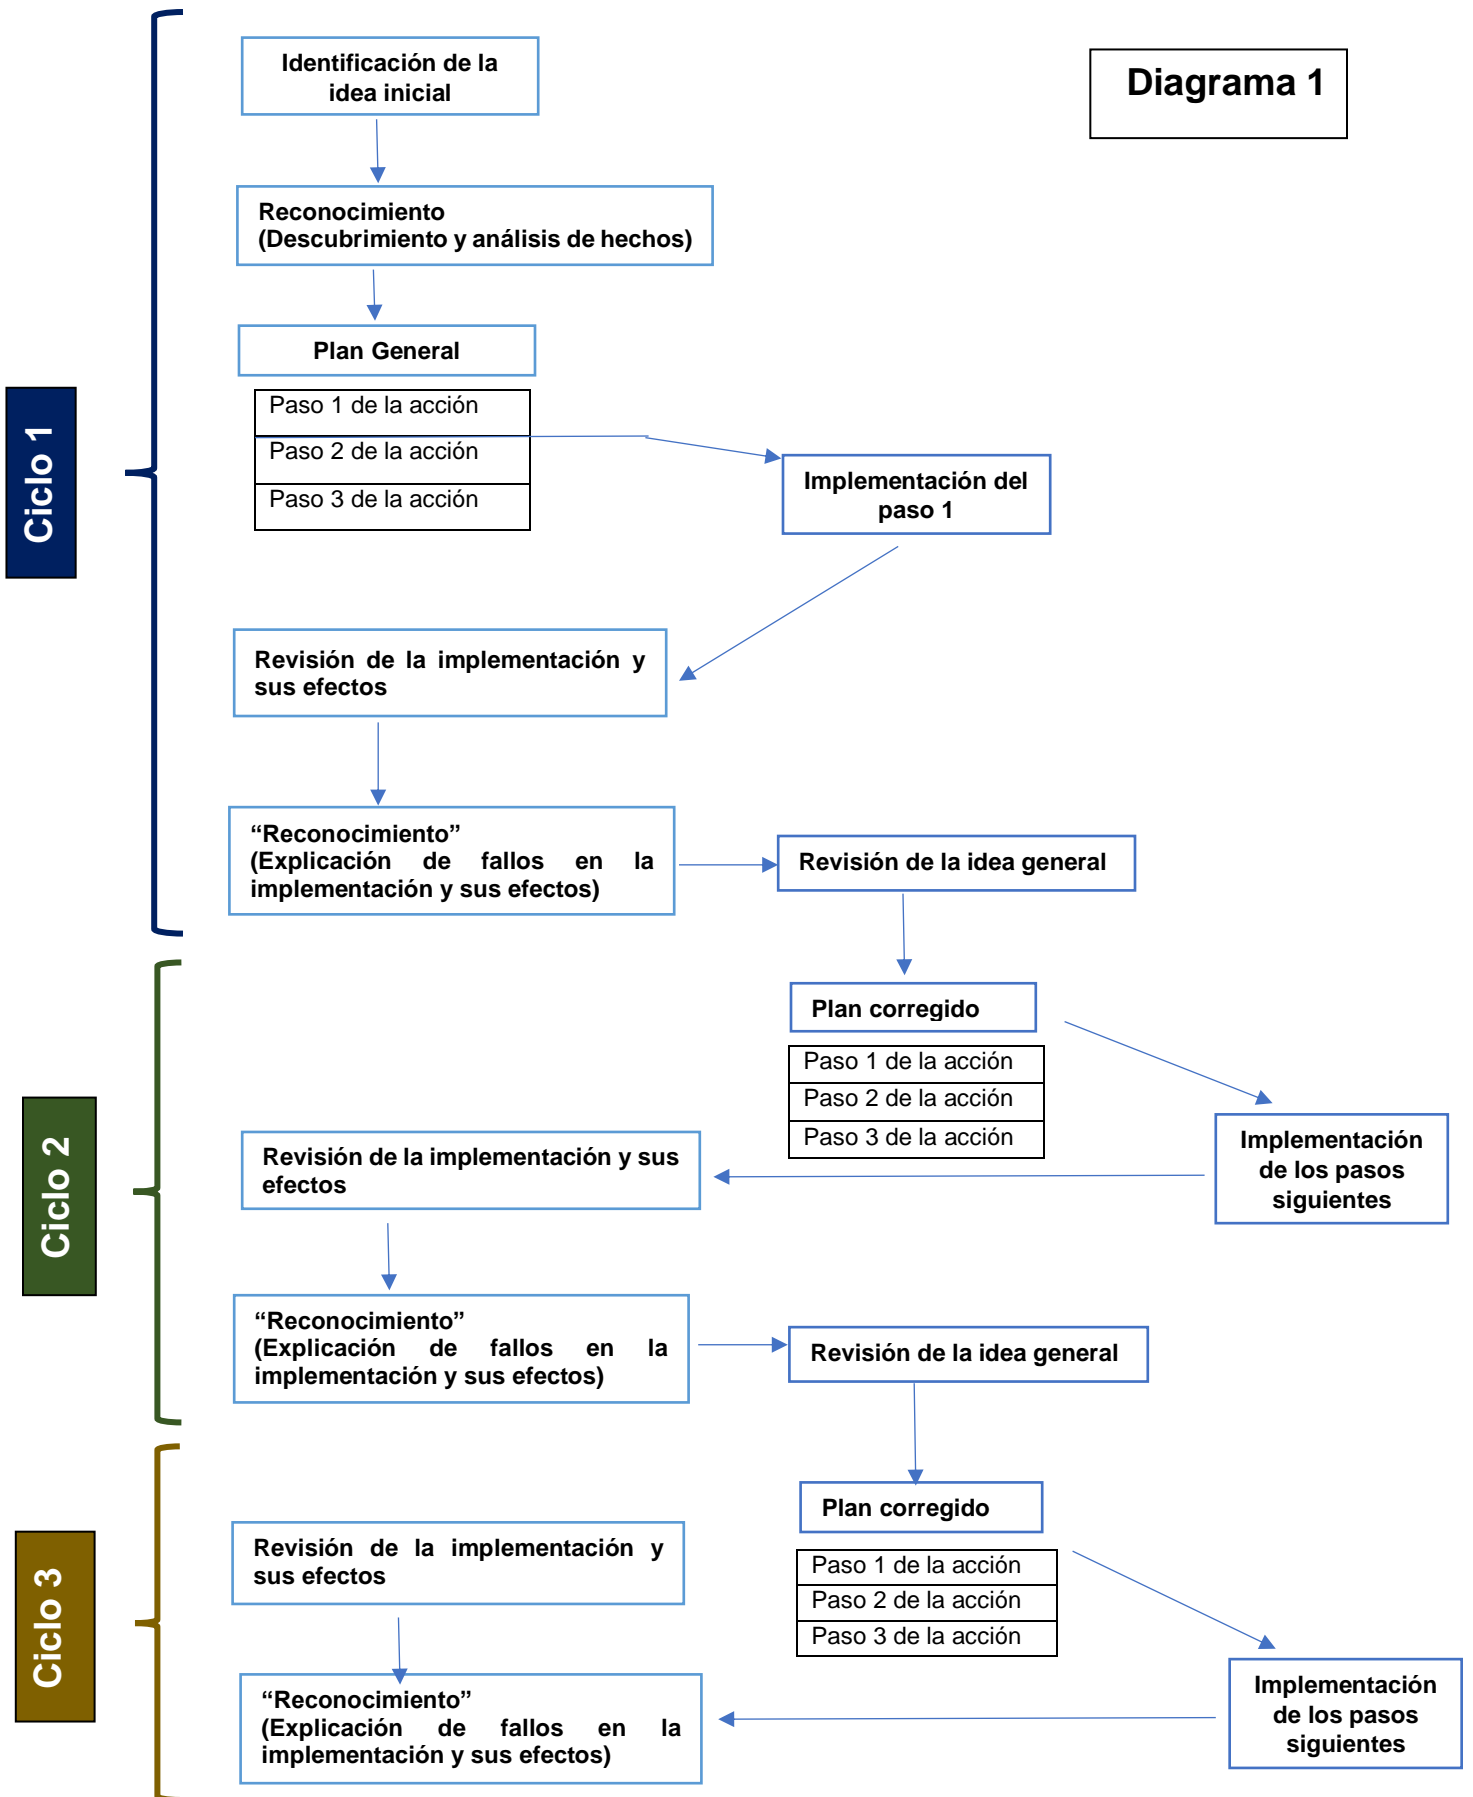 Diagrama 1
Ciclo 1
Identificación de la
idea inicial
Reconocimiento
(Descubrimiento y análisis de hechos)
Plan General
Paso 1 de la acción
Paso 2 de la acción
Paso 3 de la acción
Implementación del
paso 1
Revisión de la implementación y
sus efectos
“Reconocimiento”
(Explicación de fallos en la
implementación y sus efectos)
Revisión de la idea general
Ciclo 2
Plan corregido
Paso 1 de la acción
Paso 2 de la acción
Paso 3 de la acción
Implementación
de los pasos
siguientes
Revisión de la implementación y sus
efectos
“Reconocimiento”
(Explicación de fallos en la
implementación y sus efectos)
Revisión de la idea general
Ciclo 3
Plan corregido
Paso 1 de la acción
Paso 2 de la acción
Paso 3 de la acción
Revisión de la implementación y
sus efectos
Implementación
de los pasos
siguientes
“Reconocimiento”
(Explicación de fallos en la
implementación y sus efectos)